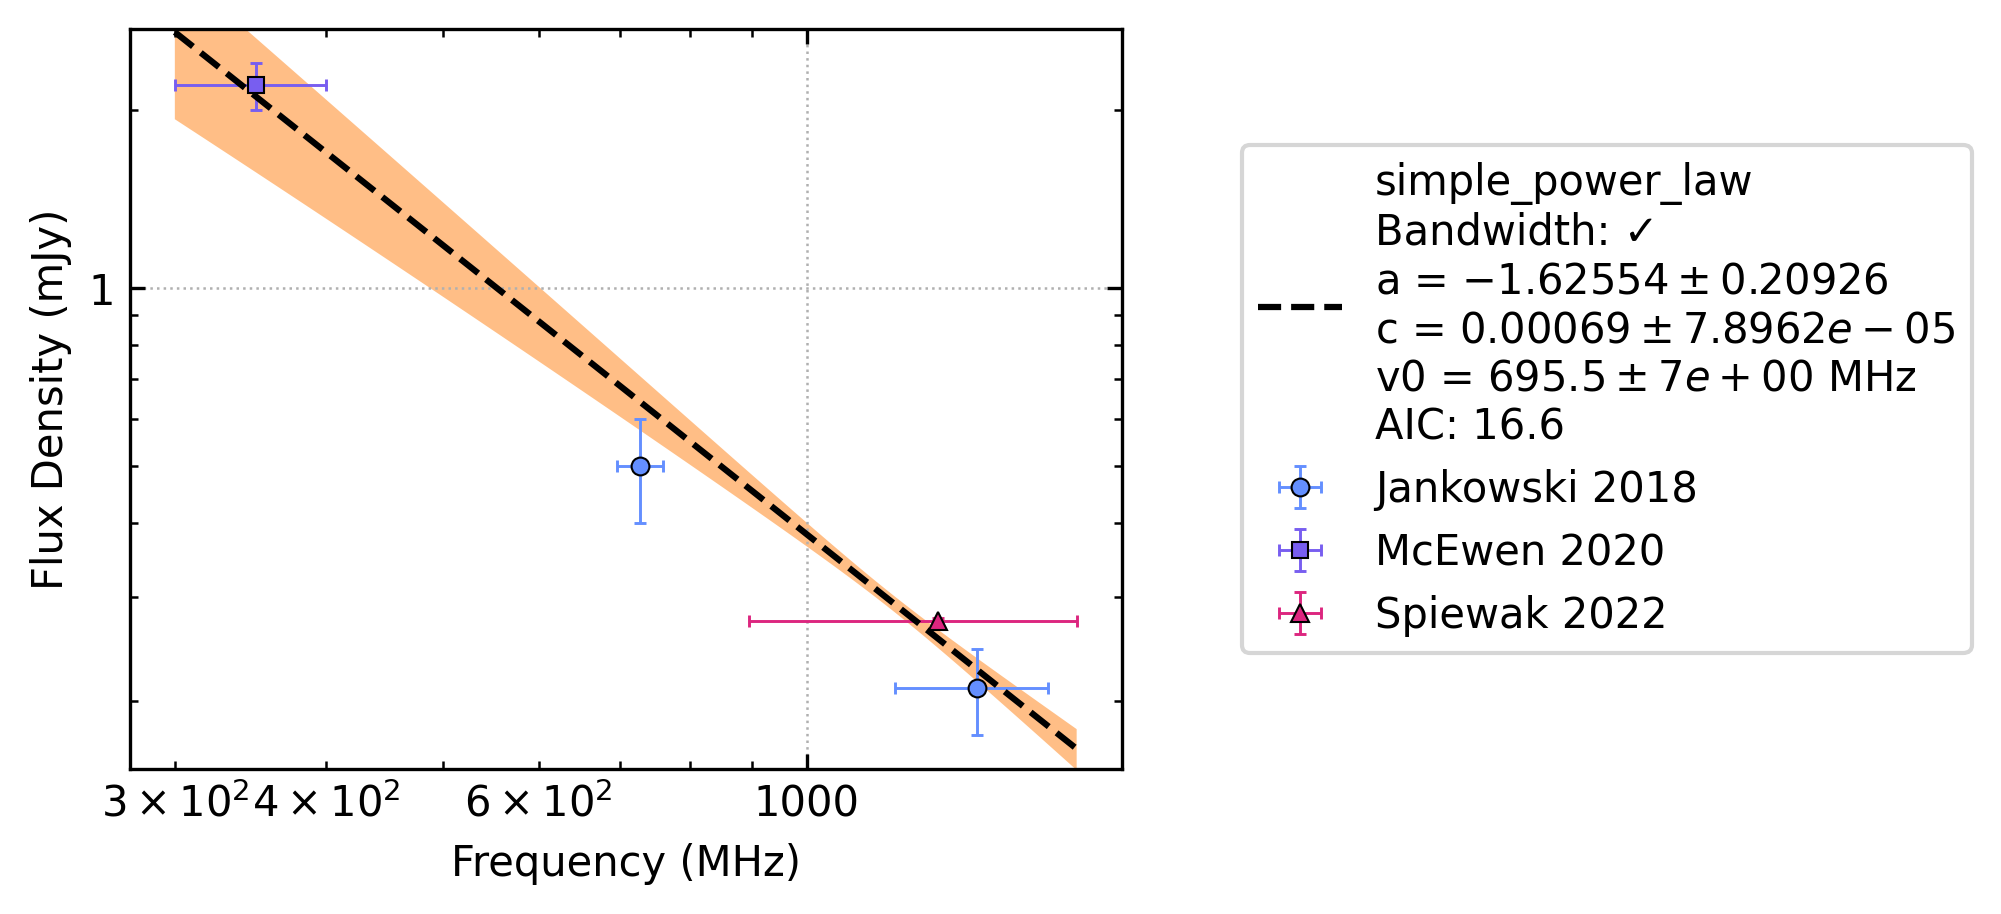 Flux Density (mJy)
1
3 × 10² 4 × 10² 6 × 10² 1000
Frequency (MHz)
simple_power_law
Bandwidth: ✓
a = −1.62554 ± 0.20926
c = 0.00069 ± 7.8962e − 05
v0 = 695.5 ± 7e + 00 MHz
AIC: 16.6
Jankowski 2018
McEwen 2020
Spiewak 2022